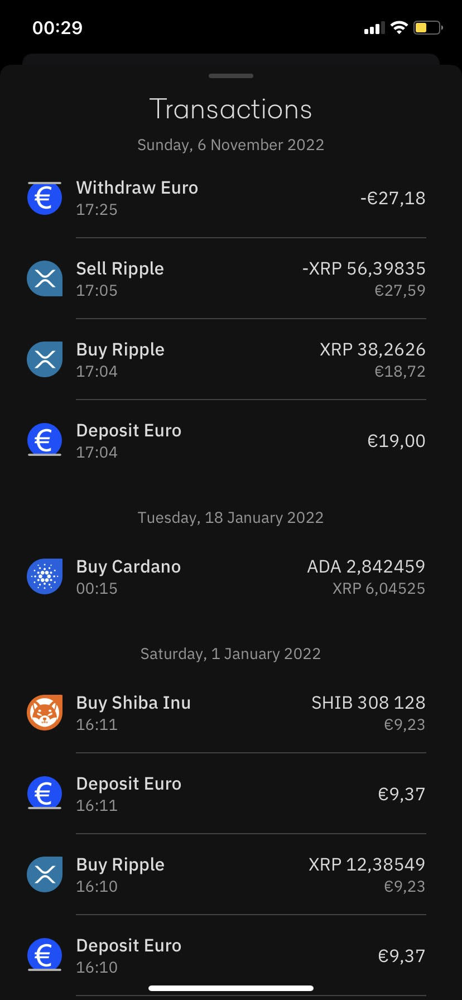 00:29
Transactions
Sunday, 6 November 2022
Withdraw Euro
-€27,18
17:25
Sell Ripple
-XRP 56,39835
17:05
€27,59
Buy Ripple
XRP 38,2626
17:04
€18,72
Deposit Euro
€19,00
17:04
Tuesday, 18 January 2022
Buy Cardano
ADA 2,842459
00:15
XRP 6,04525
Saturday, 1 January 2022
Buy Shiba Inu
SHIB 308 128
16:11
€9,23
Deposit Euro
€9,37
16:11
Buy Ripple
XRP 12,38549
16:10
€9,23
Deposit Euro
€9,37
16:10